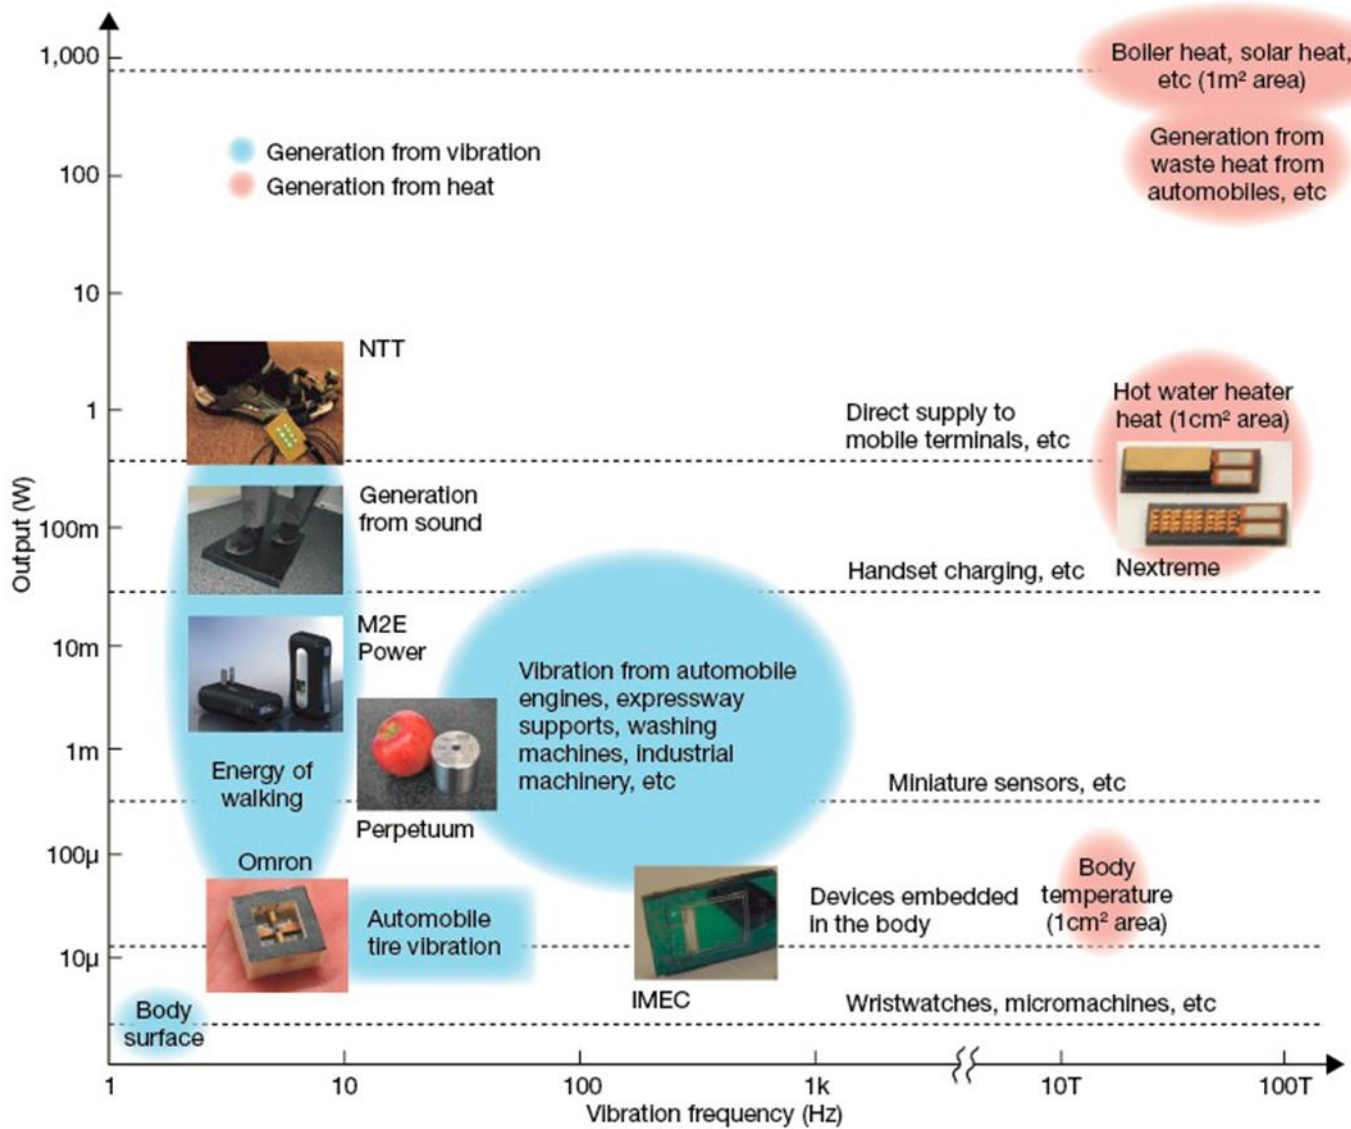 1,000
Boiler heat, solar heat,
etc (1m² area)
Generation from vibration
Generation from heat
Generation from
waste heat from
automobiles, etc
100
10
NTT
1
Direct supply to
mobile terminals, etc
Hot water heater
heat (1cm² area)
Output (W)
Generation
from sound
100m
Handset charging, etc
Nextreme
M2E
Power
10m
Vibration from automobile
engines, expressway
supports, washing
machines, industrial
machinery, etc
1m
Energy of
walking
Miniature sensors, etc
Perpetuum
100µ
Omron
Automobile
tire vibration
Devices embedded
in the body
Body
temperature
(1cm² area)
10µ
IMEC
Body
surface
Wristwatches, micromachines, etc
1
10
100
1k
10T
100T
Vibration frequency (Hz)